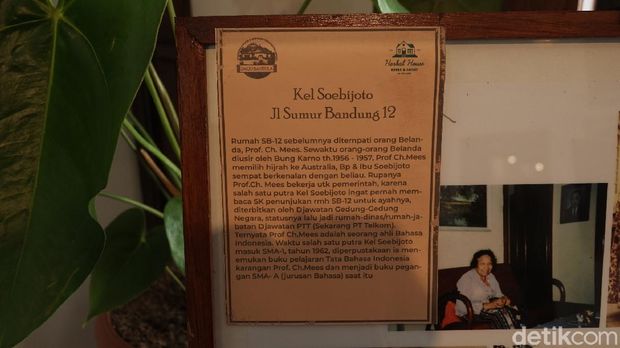 Herbal House
Kel Soebijoto
Jl Sumur Bandung 12
Rumah SB-12 sebelumnya ditempati orang Belan-
da, Prof. Ch. Mees. Sewaktu orang-orang Belanda
diusir oleh Bung Karno th.1956 - 1957, Prof Ch.Mees
memilih hijrah ke Australia, Bp & Ibu Soebijoto
sempat berkenalan dengan beliau. Rupanya
Prof.Ch. Mees bekerja utk pemerintah, karena
salah satu putra Kel Soebijoto ingat pernah mem-
baca SK penunjukan rmh SB-12 untuk ayahnya,
diterbitkan oleh Djawatan Gedung-Gedung
Negara, statusnya lalu jadi rumah-dinas/rumah-ja-
batan Djawatan PTT (Sekarang PT Telkom).
Ternyata Prof Ch.Mees adalah seorang ahli Bahasa
Indonesia. Waktu salah satu putra Kel Soebijoto
masuk SMA-1, tahun 1962, diperpustakaan ia men-
emukan buku pelajaran Tata Bahasa Indonesia
karangan Prof. Ch.Mees dan menjadi buku pegan-
gan SMA- A (jurusan Bahasa) saat itu
detikcom